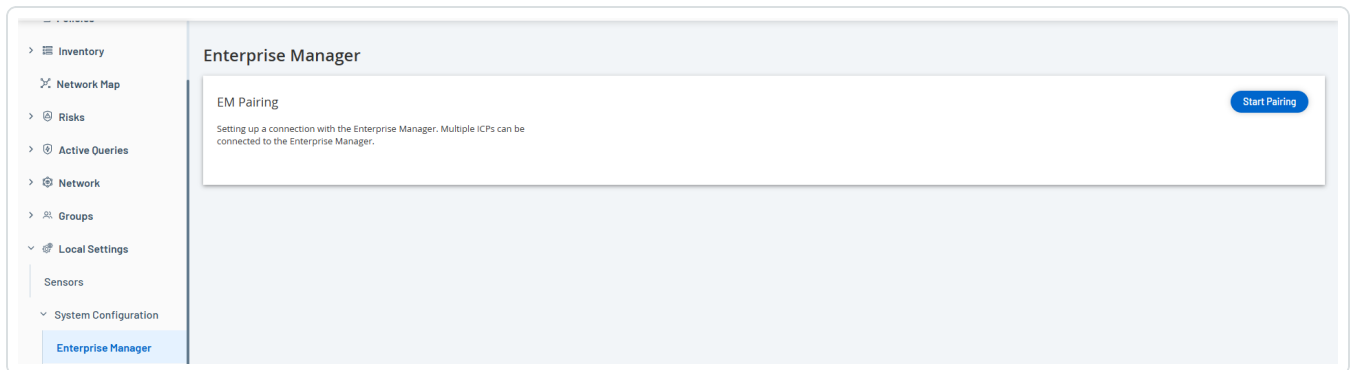 Inventory
Network Map
Risks
Active Queries
Network
Groups
Local Settings
Sensors
System Configuration
Enterprise Manager
Enterprise Manager
EM Pairing
Start Pairing
Setting up a connection with the Enterprise Manager. Multiple ICPs can be
connected to the Enterprise Manager.